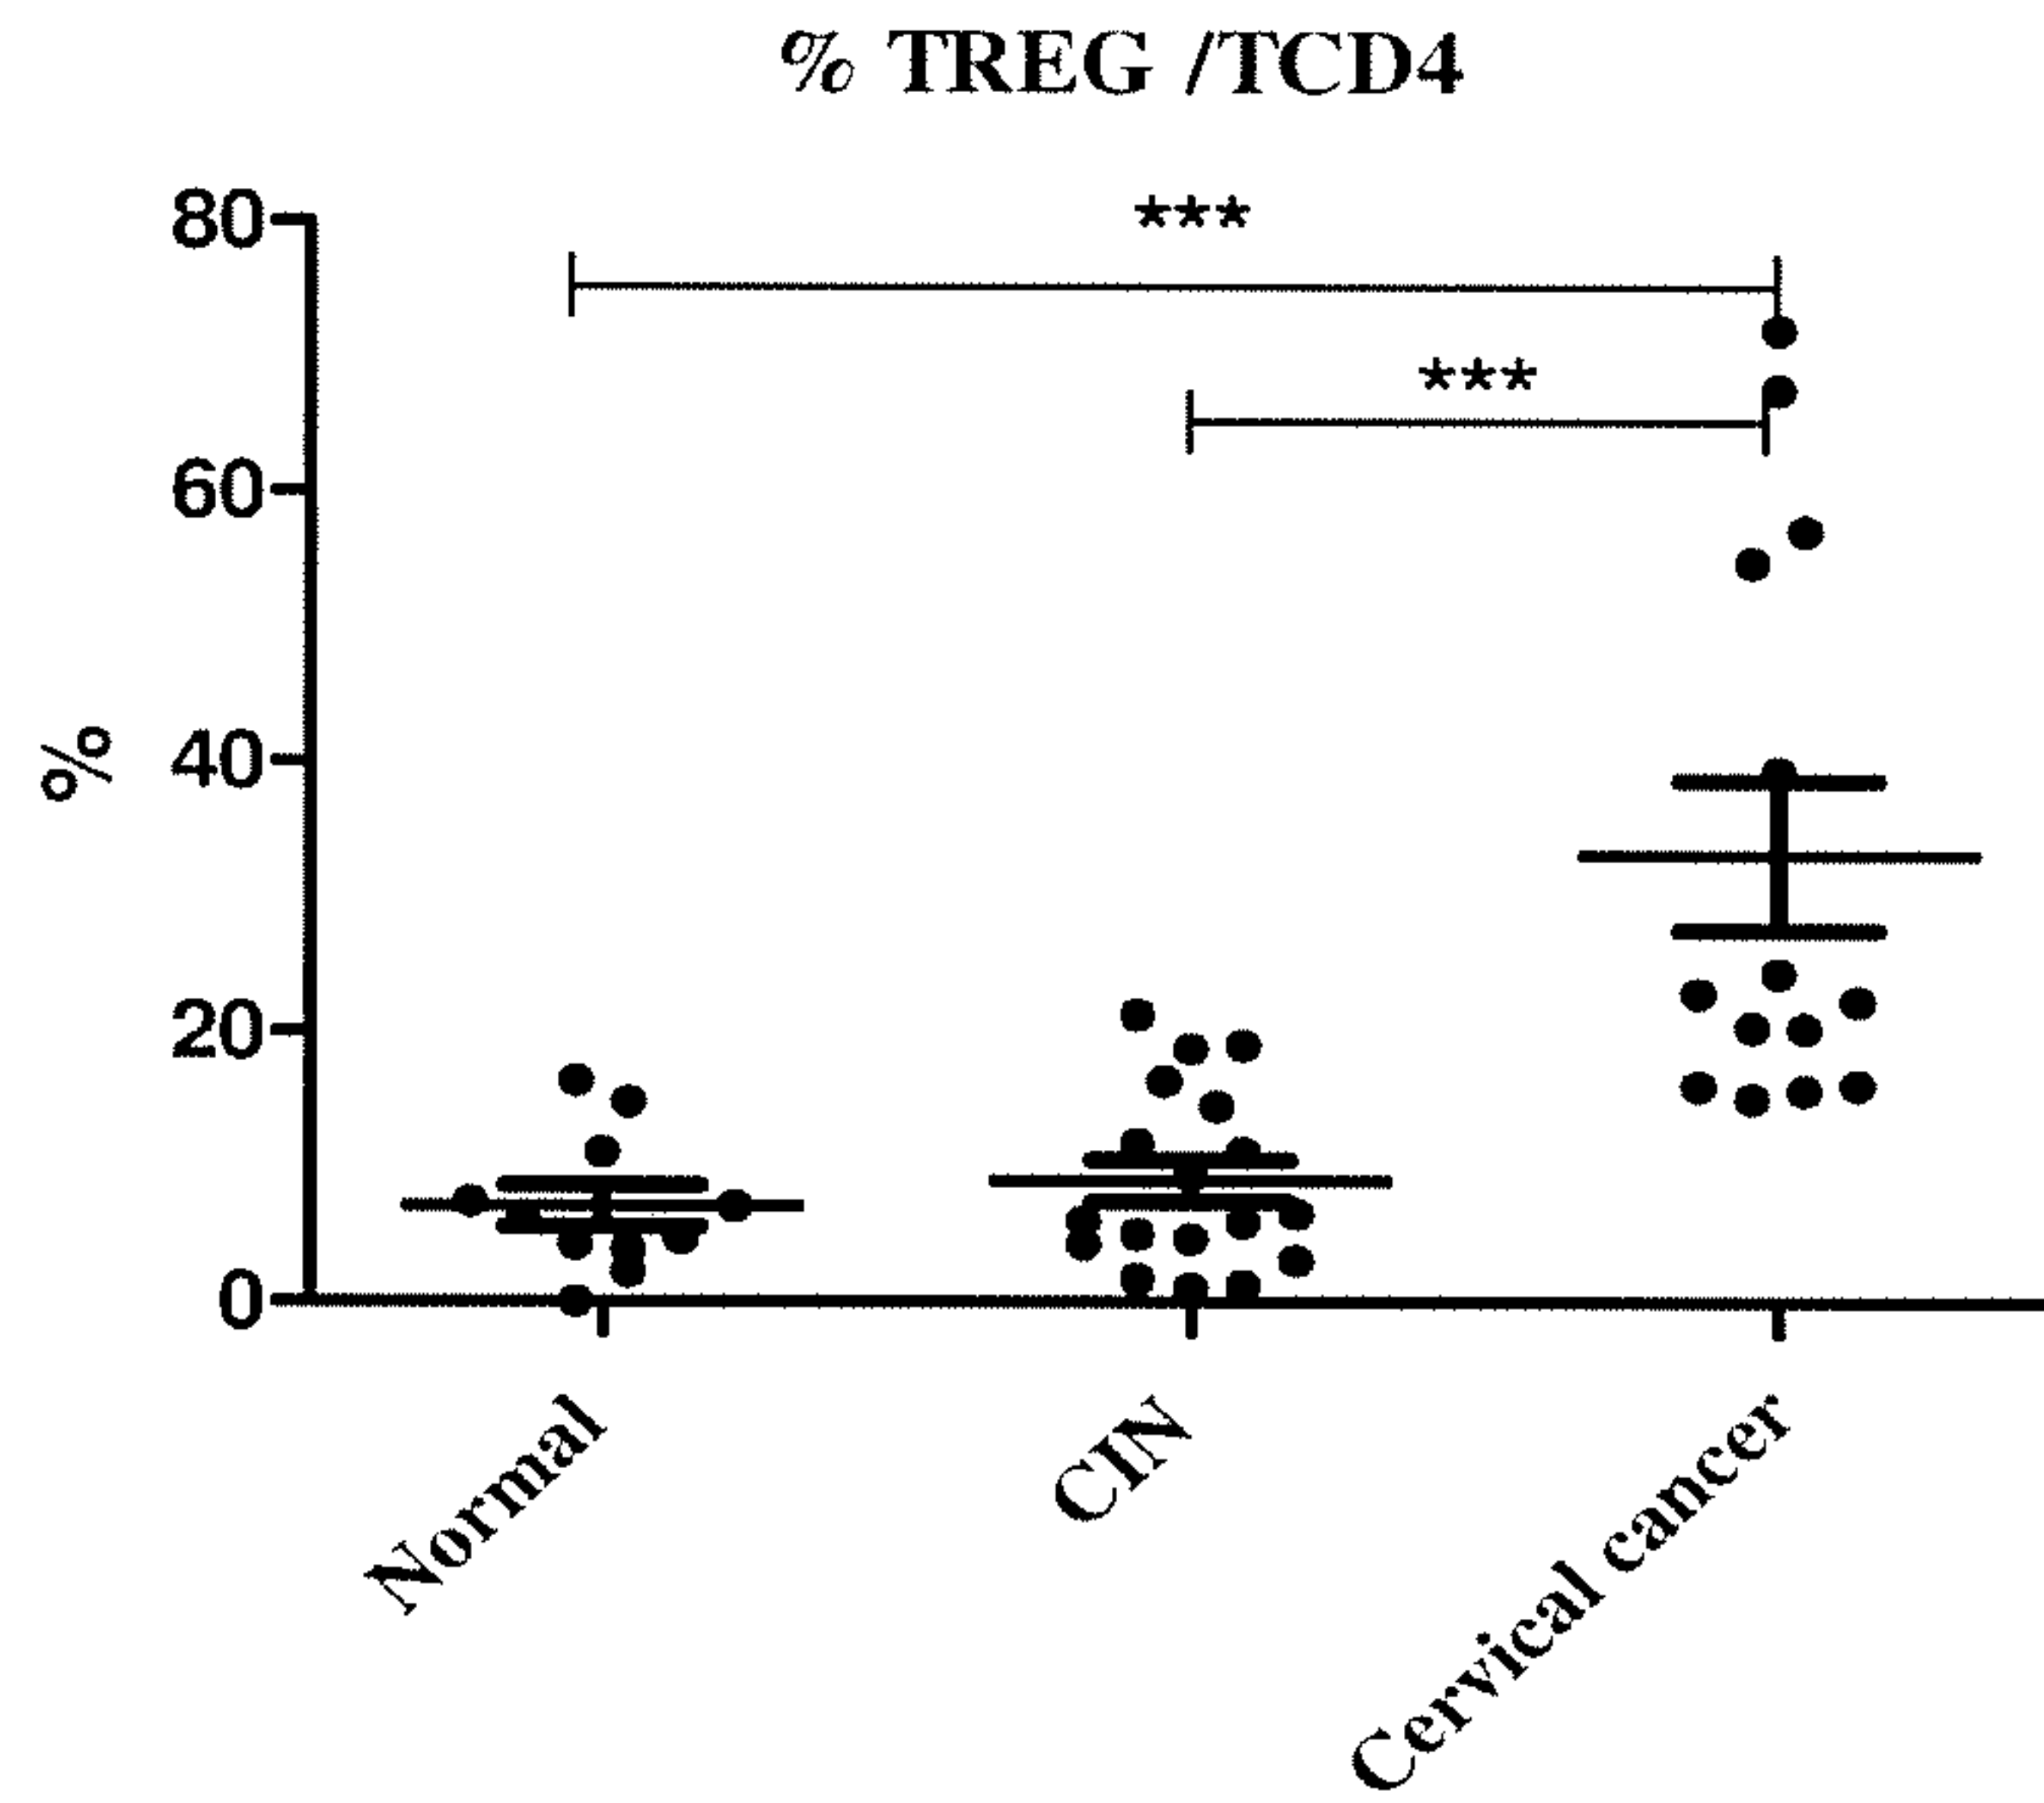 % TREG /TCD4
***
***
80
60
40
20
0
%
Normal
CIN
Cervical cancer